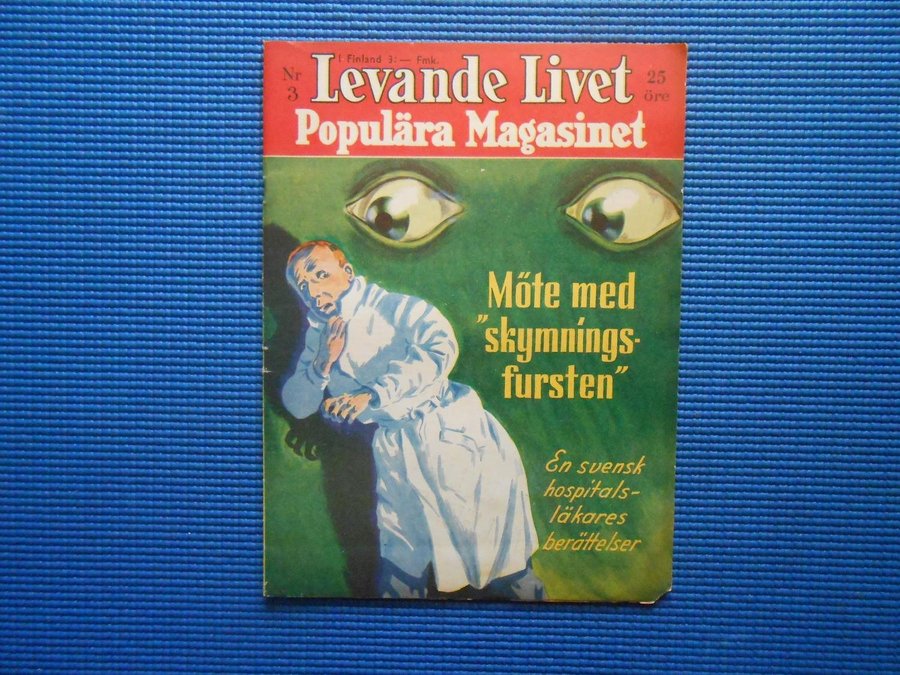 I Finland 3:— Fmk.
Nr 3
Levande Livet
25 öre
Populära Magasinet
Möte med
"skymnings-
fursten"
En svensk
hospitals-
läkares
berättelser